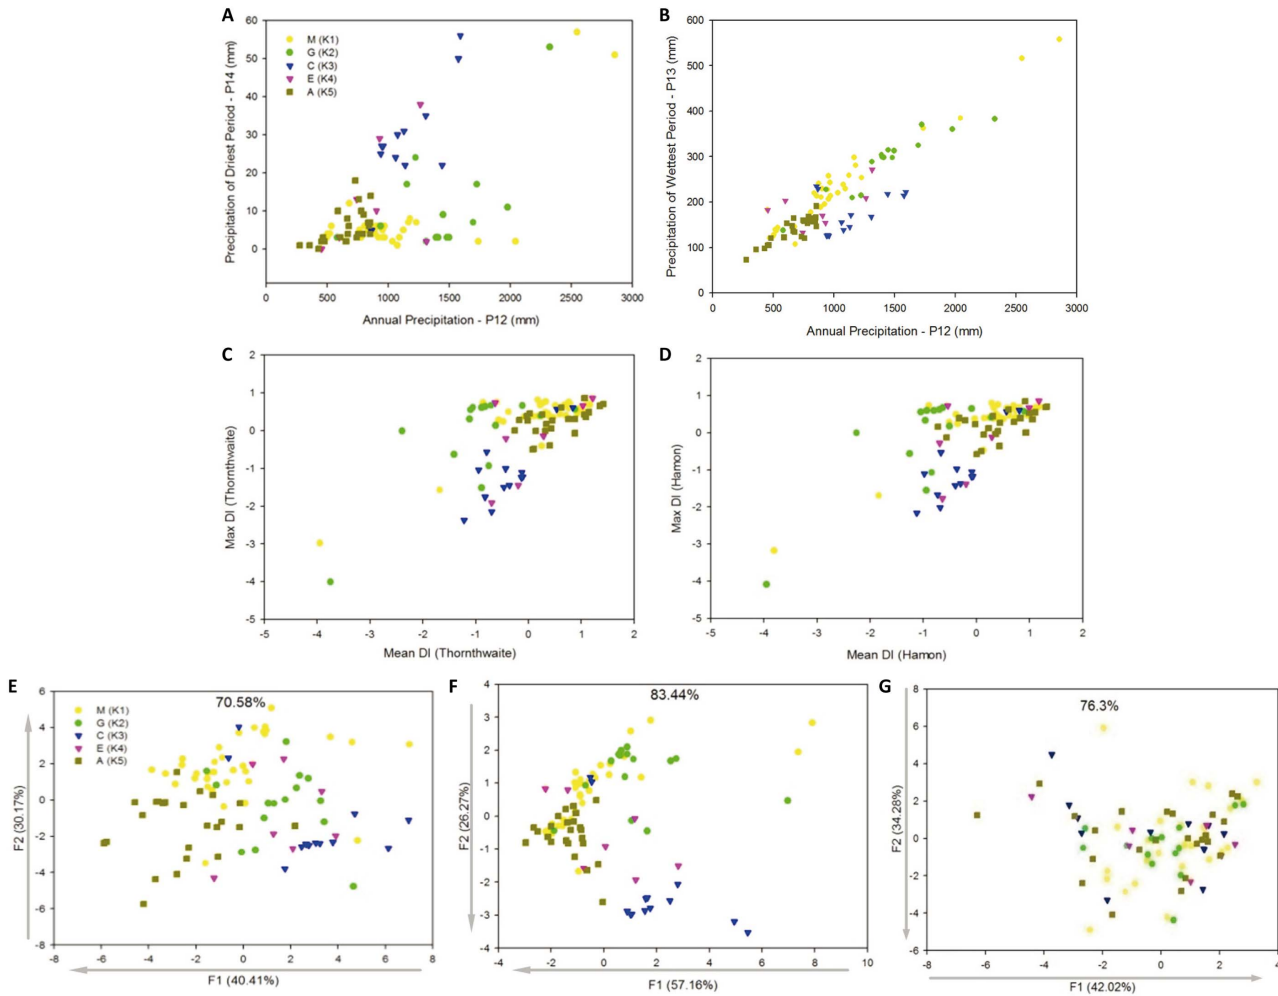 A
60
50
40
30
20
10
0
Precipitation of Driest Period - P14 (mm)
M (K1)
G (K2)
C (K3)
E (K4)
A (K5)
0 500 1000 1500 2000 2500 3000
Annual Precipitation - P12 (mm)
B
600
500
400
300
200
100
0
Precipitation of Wettest Period - P13 (mm)
0 500 1000 1500 2000 2500 3000
Annual Precipitation - P12 (mm)
C
2
1
0
-1
-2
-3
-4
-5
Max DI (Thornthwaite)
-5 -4 -3 -2 -1 0 1 2
Mean DI (Thornthwaite)
D
2
1
0
-1
-2
-3
-4
-5
Max DI (Hamon)
-5 -4 -3 -2 -1 0 1 2
Mean DI (Hamon)
E
70.58%
6
4
2
0
-2
-4
-6
-8
F2 (30.17%)
M (K1)
G (K2)
C (K3)
E (K4)
A (K5)
-8 -6 -4 -2 0 2 4 6 8
F1 (40.41%)
F
83.44%
4
3
2
1
0
-1
-2
-3
-4
F2 (26.27%)
-4 -2 0 2 4 6 8 10
F1 (57.16%)
G
76.3%
8
6
4
2
0
-2
-4
-6
F2 (34.28%)
-8 -6 -4 -2 0 2 4
F1 (42.02%)